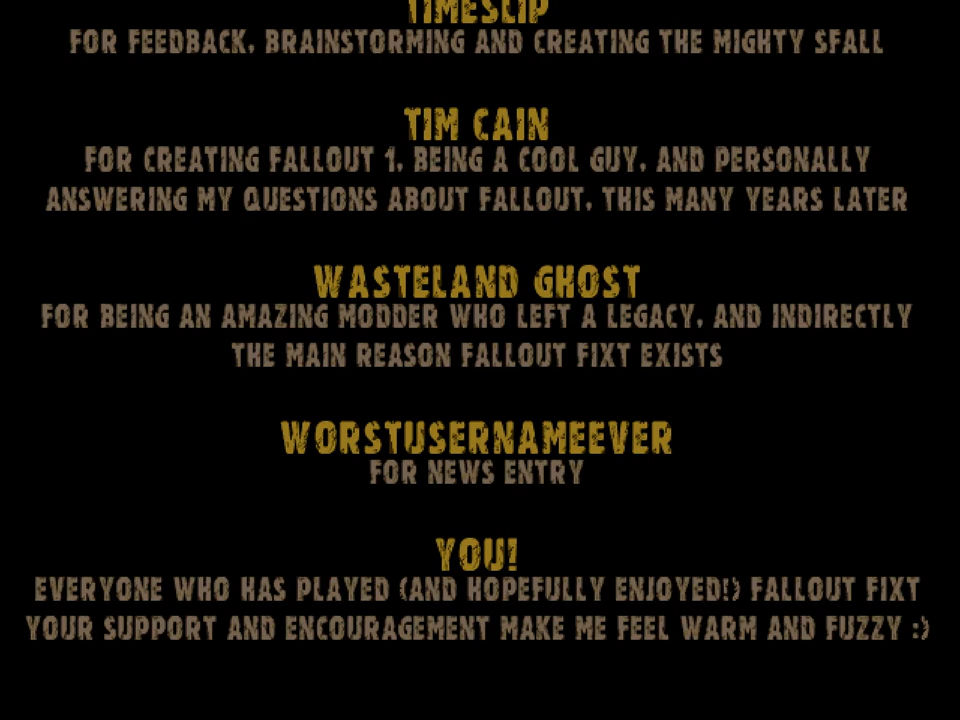 TIMESLIP
FOR FEEDBACK, BRAINSTORMING AND CREATING THE MIGHTY SFALL
TIM CAIN
FOR CREATING FALLOUT 1, BEING A COOL GUY, AND PERSONALLY
ANSWERING MY QUESTIONS ABOUT FALLOUT, THIS MANY YEARS LATER
WASTELAND GHOST
FOR BEING AN AMAZING MODDER WHO LEFT A LEGACY, AND INDIRECTLY
THE MAIN REASON FALLOUT FIXT EXISTS
WORSTUSERNAMEEVER
FOR NEWS ENTRY
YOU!
EVERYONE WHO HAS PLAYED (AND HOPEFULLY ENJOYED!) FALLOUT FIXT
YOUR SUPPORT AND ENCOURAGEMENT MAKE ME FEEL WARM AND FUZZY :)